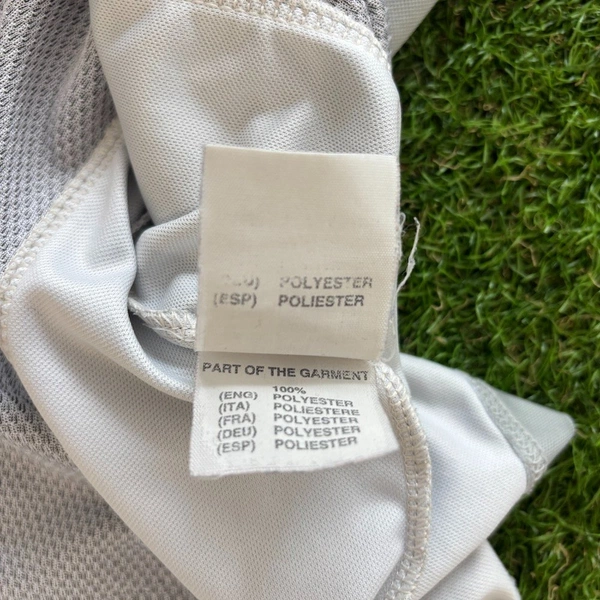 POLYESTER
(ESP) POLIESTER
PART OF THE GARMENT
100%
(ENG) POLYESTER
(ITA) POLIESTERE
(FRA) POLYESTER
(DEU) POLYESTER
(ESP) POLIESTER